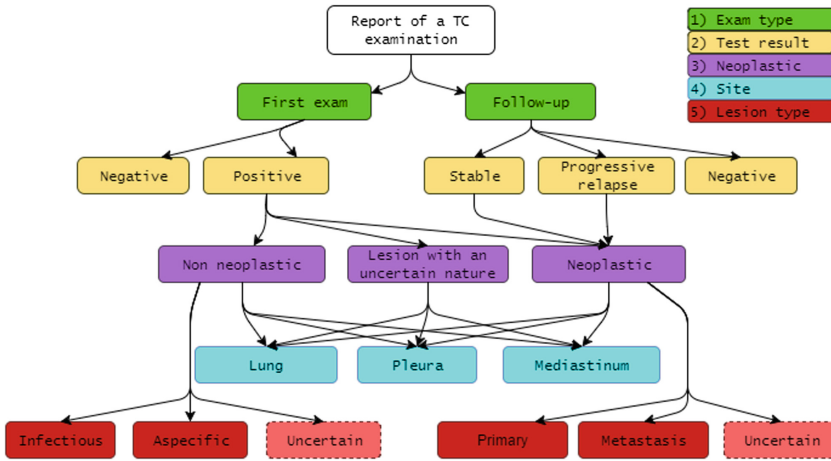 Report of a TC
examination
1) Exam type
2) Test result
3) Neoplastic
4) Site
5) Lesion type
First exam
Follow-up
Negative
Positive
Stable
Progressive
relapse
Negative
Non neoplastic
Lesion with an
uncertain nature
Neoplastic
Lung
Pleura
Mediastinum
Infectious
Aspecific
Uncertain
Primary
Metastasis
Uncertain